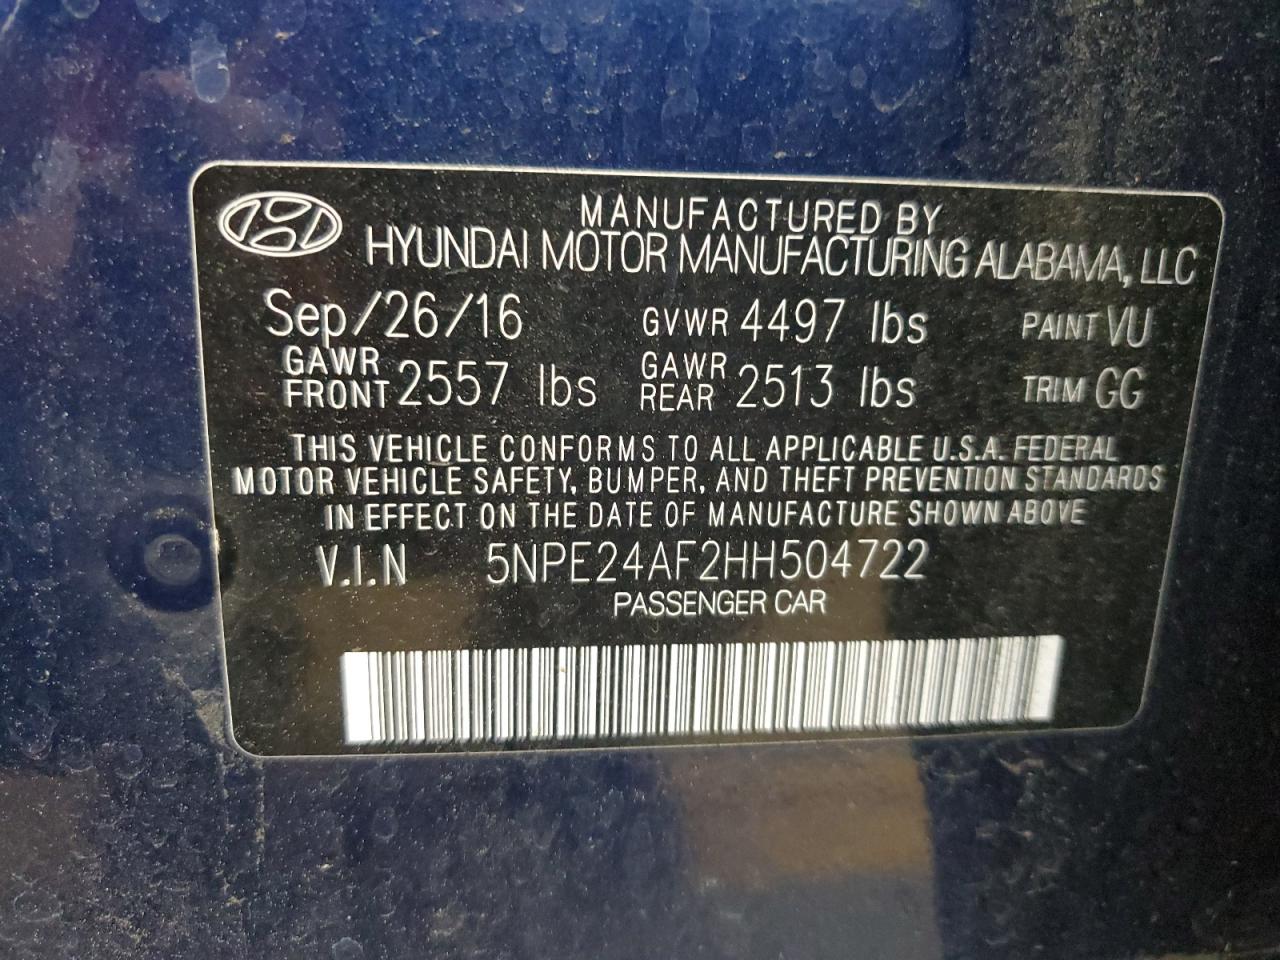 MANUFACTURED BY
HYUNDAI MOTOR MANUFACTURING ALABAMA, LLC
Sep/26/16 GVWR 4497 lbs PAINT VU
GAWR FRONT 2557 lbs GAWR REAR 2513 lbs TRIM GG
THIS VEHICLE CONFORMS TO ALL APPLICABLE U.S.A. FEDERAL
MOTOR VEHICLE SAFETY, BUMPER, AND THEFT PREVENTION STANDARDS
IN EFFECT ON THE DATE OF MANUFACTURE SHOWN ABOVE
V.I.N 5NPE24AF2HH504722
PASSENGER CAR